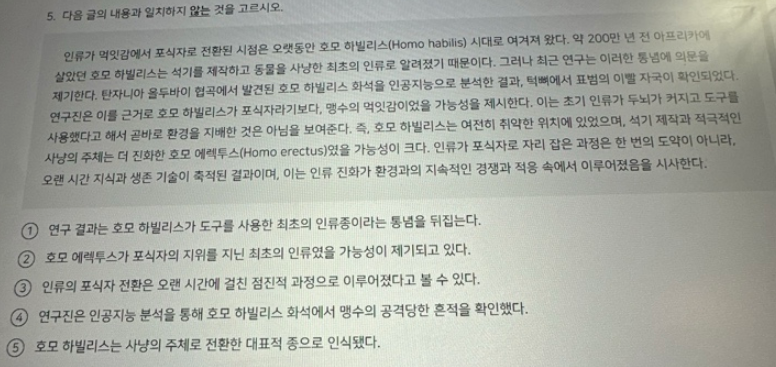 5. 다음 글의 내용과 일치하지 않는 것을 고르시오.
인류가 먹잇감에서 포식자로 전환된 시점은 오랫동안 호모 하빌리스(Homo habilis) 시대로 여겨져 왔다. 약 200만 년 전 아프리카에
살았던 호모 하빌리스는 석기를 제작하고 동물을 사냥한 최초의 인류로 알려졌기 때문이다. 그러나 최근 연구는 이러한 통념에 의문을
제기한다. 탄자니아 올두바이 협곡에서 발견된 호모 하빌리스 화석을 인공지능으로 분석한 결과, 턱뼈에서 표범의 이빨 자국이 확인되었다.
연구진은 이를 근거로 호모 하빌리스가 포식자라기보다, 맹수의 먹잇감이었을 가능성을 제시한다. 이는 초기 인류가 두뇌가 커지고 도구를
사용했다고 해서 곧바로 환경을 지배한 것은 아님을 보여준다. 즉, 호모 하빌리스는 여전히 취약한 위치에 있었으며, 석기 제작과 적극적인
사냥의 주체는 더 진화한 호모 에렉투스(Homo erectus)였을 가능성이 크다. 인류가 포식자로 자리 잡은 과정은 한 번의 도약이 아니라,
오랜 시간 지식과 생존 기술이 축적된 결과이며, 이는 인류 진화가 환경과의 지속적인 경쟁과 적응 속에서 이루어졌음을 시사한다.
① 연구 결과는 호모 하빌리스가 도구를 사용한 최초의 인류종이라는 통념을 뒤집는다.
② 호모 에렉투스가 포식자의 지위를 지닌 최초의 인류였을 가능성이 제기되고 있다.
③ 인류의 포식자 전환은 오랜 시간에 걸친 점진적 과정으로 이루어졌다고 볼 수 있다.
④ 연구진은 인공지능 분석을 통해 호모 하빌리스 화석에서 맹수의 공격당한 흔적을 확인했다.
⑤ 호모 하빌리스는 사냥의 주체로 전환한 대표적 종으로 인식됐다.